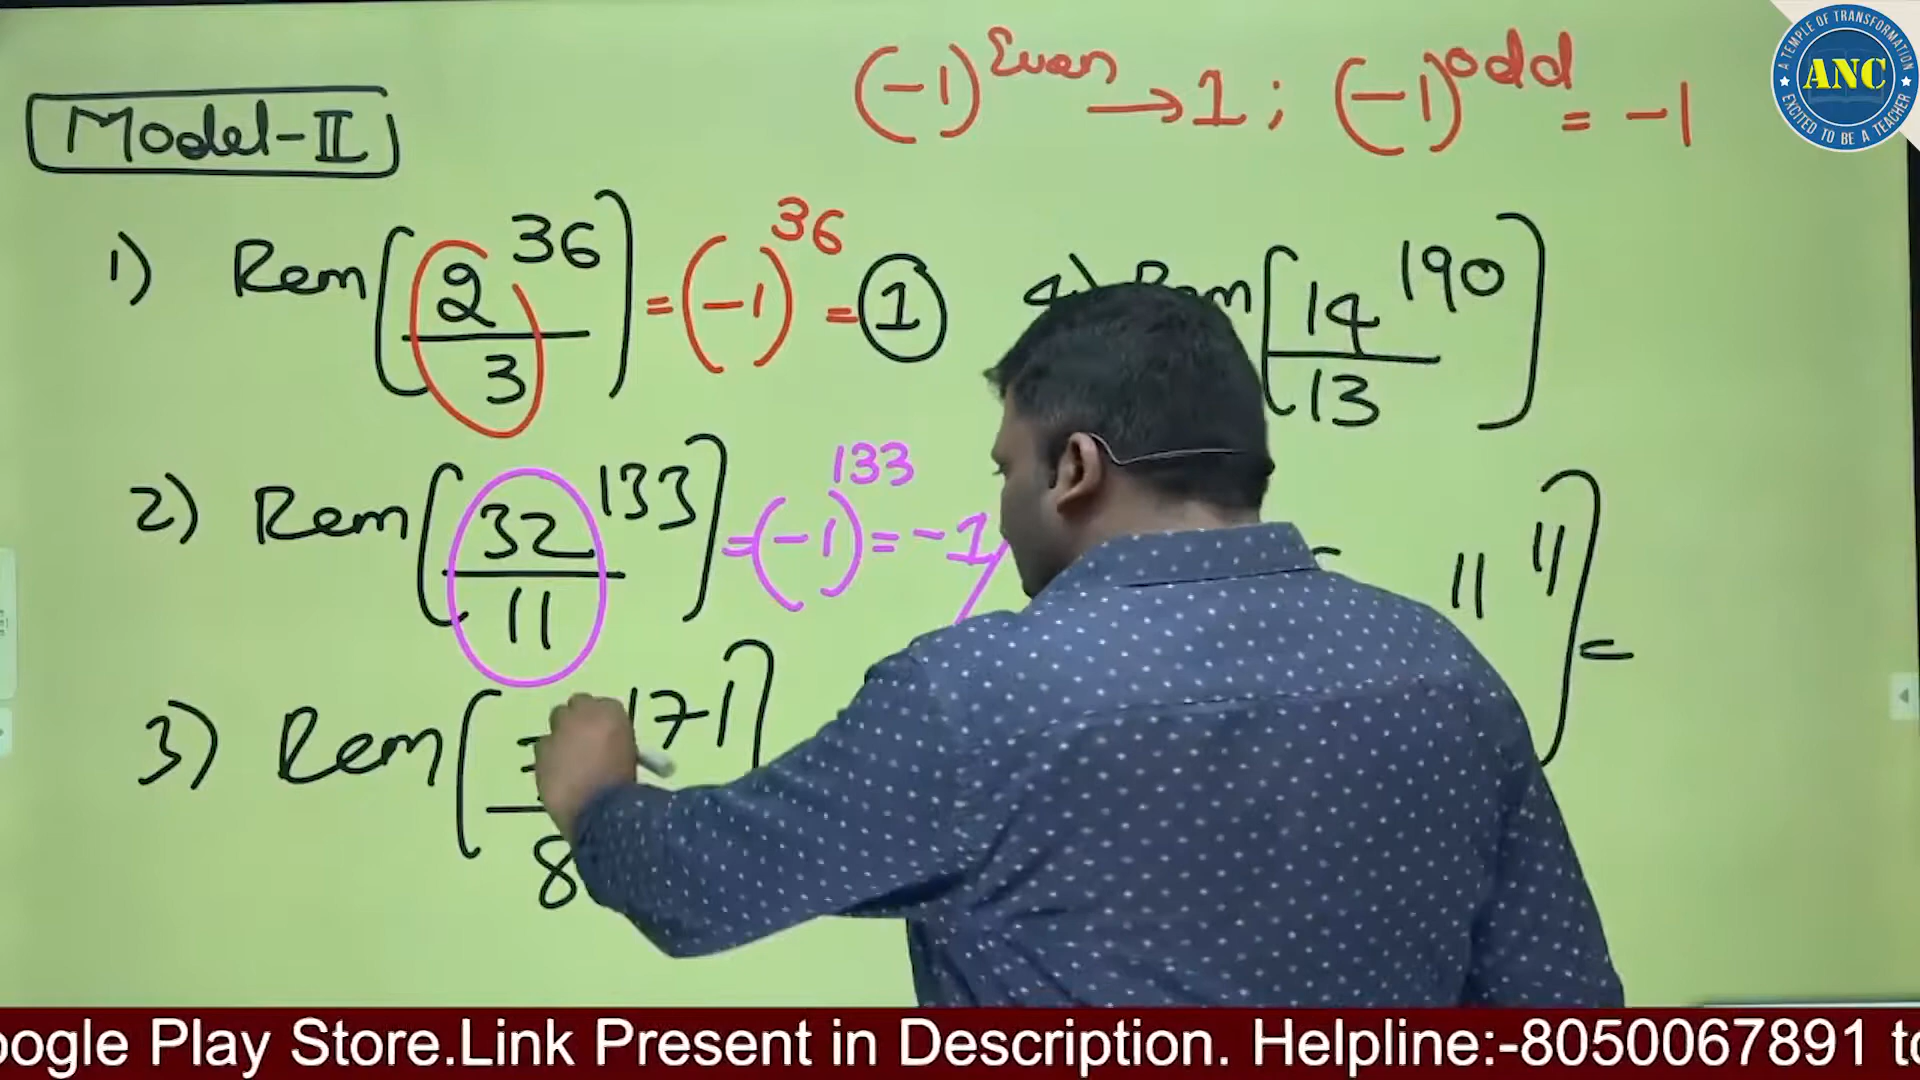 (-1)^Even → 1 ; (-1)^odd = -1
A TEMPLE OF TRANSFORMATION
ANC
EXCITED TO BE A TEACHER
Model-II
1) Rem[2^36/3] = (-1)^36 = 1
4) Rem[14^190/13]
2) Rem[32^133/11] = (-1)^133 = -1
11^11] =
3) Rem[ ^171/8
oogle Play Store.Link Present in Description. Helpline:-8050067891 to